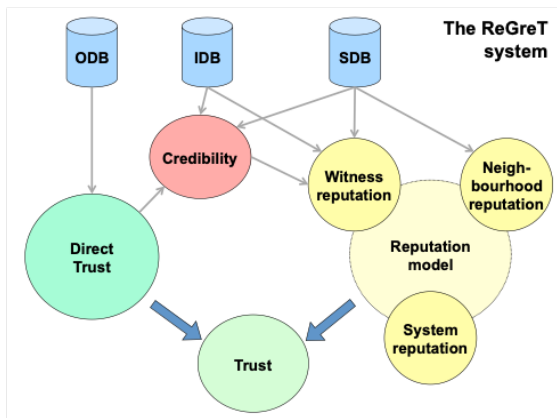 The ReGreT
system
ODB
IDB
SDB
Credibility
Witness
reputation
Neigh-
bourhood
reputation
Direct
Trust
Reputation
model
System
reputation
Trust